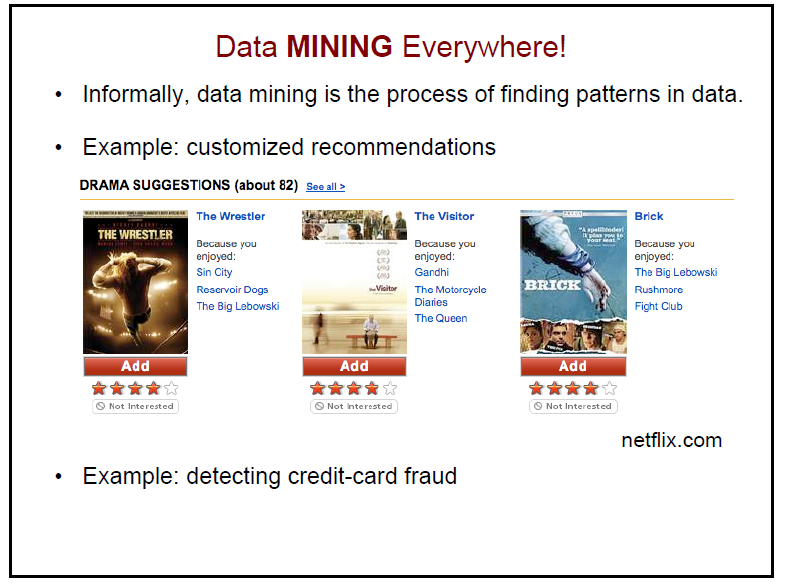 Data MINING Everywhere!
• Informally, data mining is the process of finding patterns in data.
• Example: customized recommendations
DRAMA SUGGESTIONS (about 82) See all >
THE WRESTLER
The Wrestler
Because you
enjoyed:
Sin City
Reservoir Dogs
The Big Lebowski
Add
Not Interested
the Visitor
The Visitor
Because you
enjoyed:
Gandhi
The Motorcycle
Diaries
The Queen
Add
Not Interested
"A spellbinder!
It'll pin you to
your seat."
BRICK
Brick
Because you
enjoyed:
The Big Lebowski
Rushmore
Fight Club
Add
Not Interested
netflix.com
• Example: detecting credit-card fraud